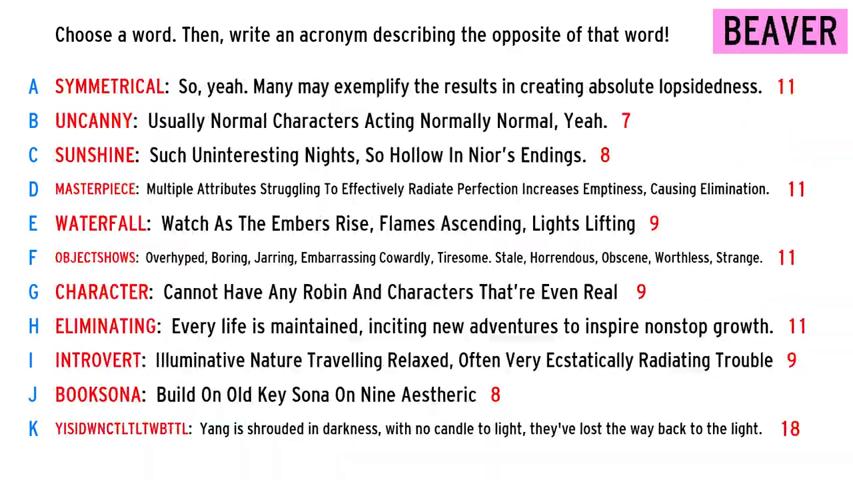 Choose a word. Then, write an acronym describing the opposite of that word!
BEAVER
A SYMMETRICAL: So, yeah. Many may exemplify the results in creating absolute lopsidedness. 11
B UNCANNY: Usually Normal Characters Acting Normally Normal, Yeah. 7
C SUNSHINE: Such Uninteresting Nights, So Hollow In Nior's Endings. 8
D MASTERPIECE: Multiple Attributes Struggling To Effectively Radiate Perfection Increases Emptiness, Causing Elimination. 11
E WATERFALL: Watch As The Embers Rise, Flames Ascending, Lights Lifting 9
F OBJECTSHOWS: Overhyped, Boring, Jarring, Embarrassing Cowardly, Tiresome. Stale, Horrendous, Obscene, Worthless, Strange. 11
G CHARACTER: Cannot Have Any Robin And Characters That're Even Real 9
H ELIMINATING: Every life is maintained, inciting new adventures to inspire nonstop growth. 11
I INTROVERT: Illuminative Nature Travelling Relaxed, Often Very Ecstatically Radiating Trouble 9
J BOOKSONA: Build On Old Key Sona On Nine Aestheric 8
K YISIDWNCTLTLTWBTTL: Yang is shrouded in darkness, with no candle to light, they've lost the way back to the light. 18